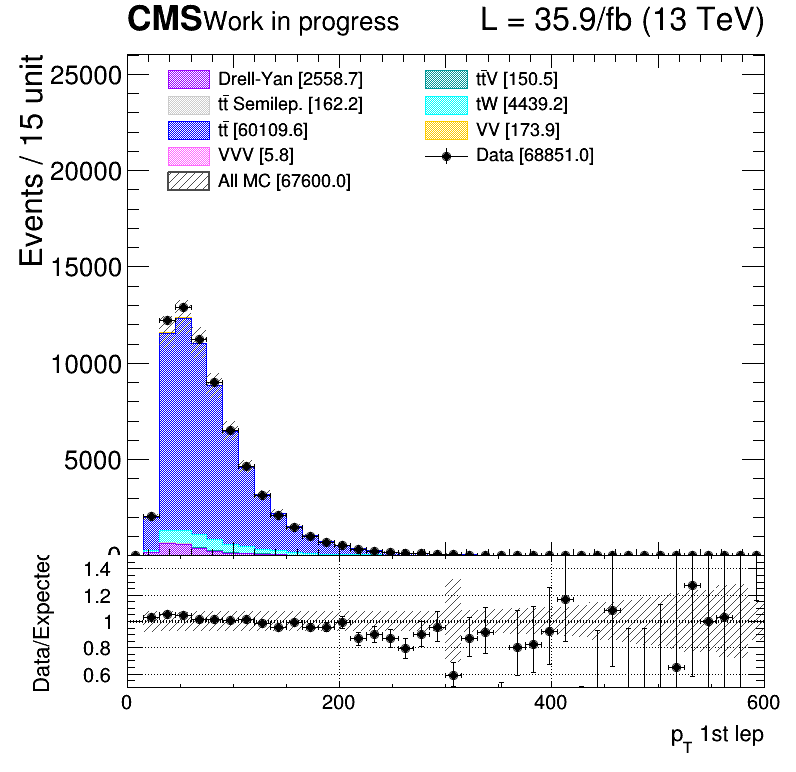 CMS Work in progress L = 35.9/fb (13 TeV)
Events / 15 unit
25000
20000
15000
10000
5000
0
Drell-Yan [2558.7]
tt̄ Semilep. [162.2]
tt̄ [60109.6]
VVV [5.8]
All MC [67600.0]
tt̄V [150.5]
tW [4439.2]
VV [173.9]
Data [68851.0]
Data/Expected
1.4
1.2
1
0.8
0.6
0 200 400 600
p_T 1st lep